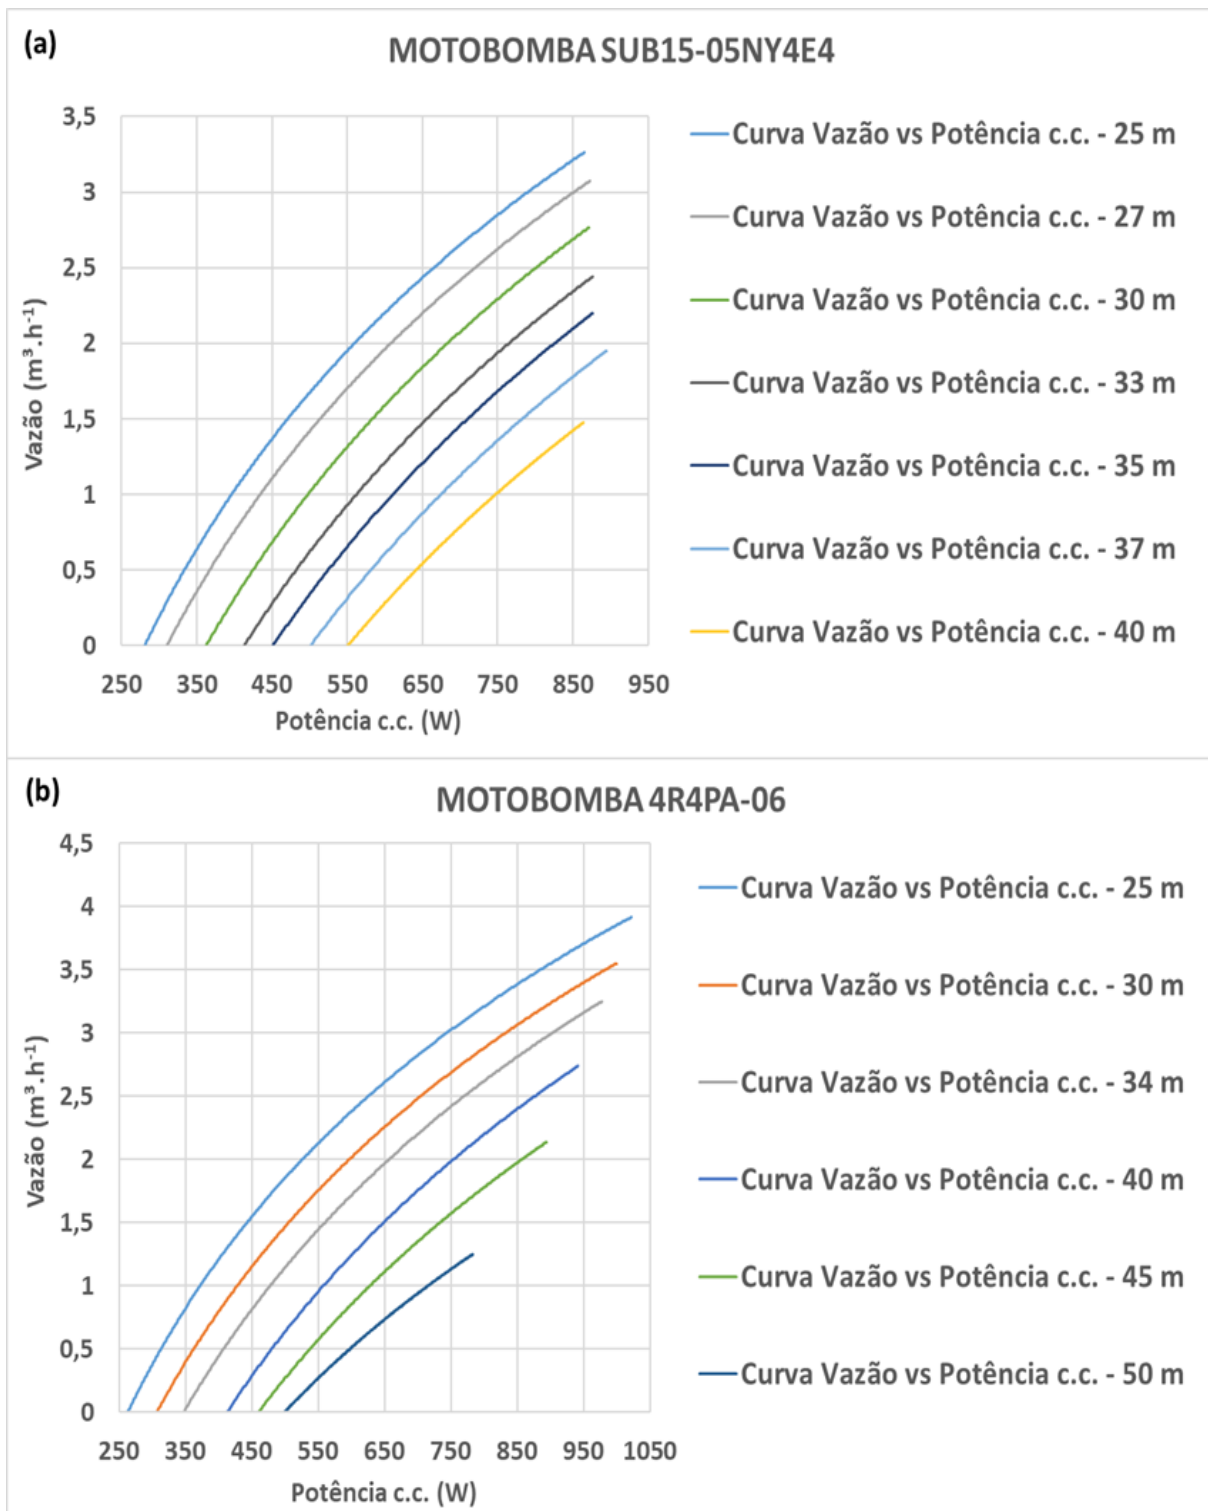 (a)
MOTOBOMBA SUB15-05NY4E4
3,5
3
2,5
2
1,5
1
0,5
0
Vazão (m³.h⁻¹)
250 350 450 550 650 750 850 950
Potência c.c. (W)
Curva Vazão vs Potência c.c. - 25 m
Curva Vazão vs Potência c.c. - 27 m
Curva Vazão vs Potência c.c. - 30 m
Curva Vazão vs Potência c.c. - 33 m
Curva Vazão vs Potência c.c. - 35 m
Curva Vazão vs Potência c.c. - 37 m
Curva Vazão vs Potência c.c. - 40 m
(b)
MOTOBOMBA 4R4PA-06
4,5
4
3,5
3
2,5
2
1,5
1
0,5
0
Vazão (m³.h⁻¹)
250 350 450 550 650 750 850 950 1050
Potência c.c. (W)
Curva Vazão vs Potência c.c. - 25 m
Curva Vazão vs Potência c.c. - 30 m
Curva Vazão vs Potência c.c. - 34 m
Curva Vazão vs Potência c.c. - 40 m
Curva Vazão vs Potência c.c. - 45 m
Curva Vazão vs Potência c.c. - 50 m